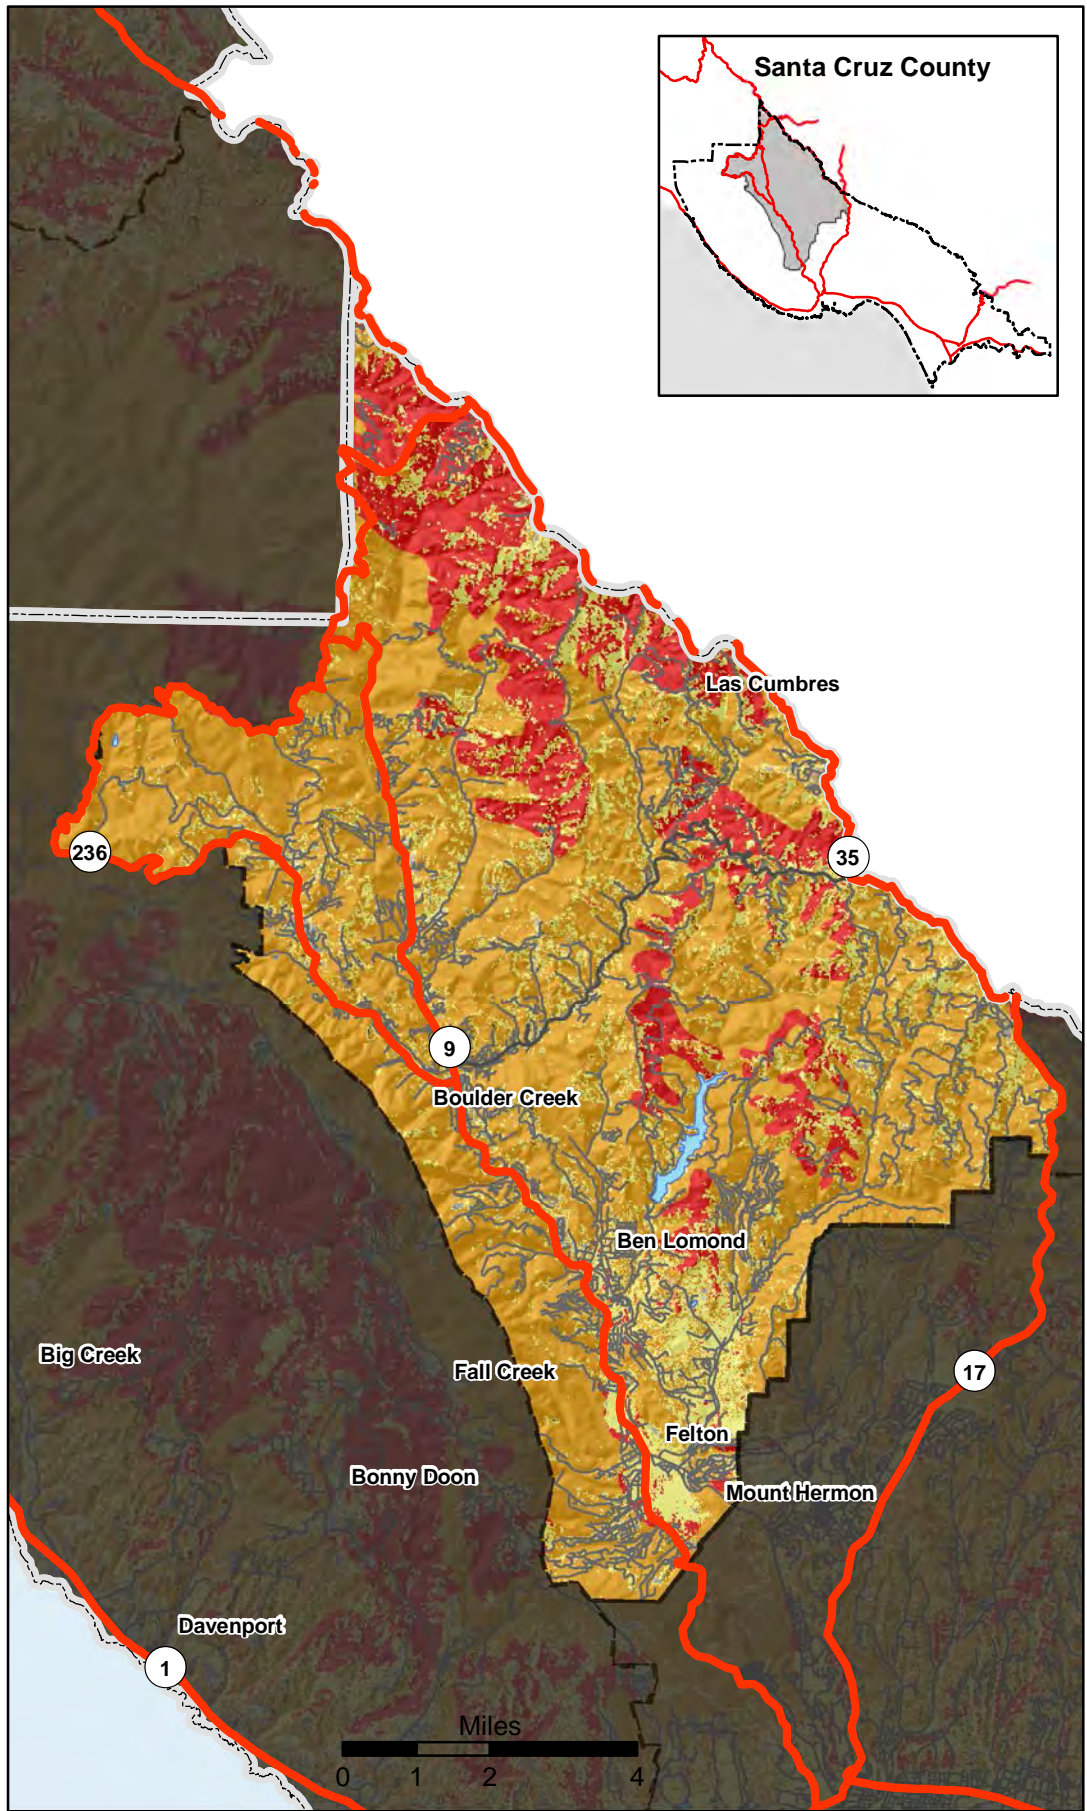 Santa Cruz County
Las Cumbres
236
35
9
Boulder Creek
Ben Lomond
Big Creek
Fall Creek
17
Felton
Bonny Doon
Mount Hermon
Davenport
1
Miles
0 1 2 4